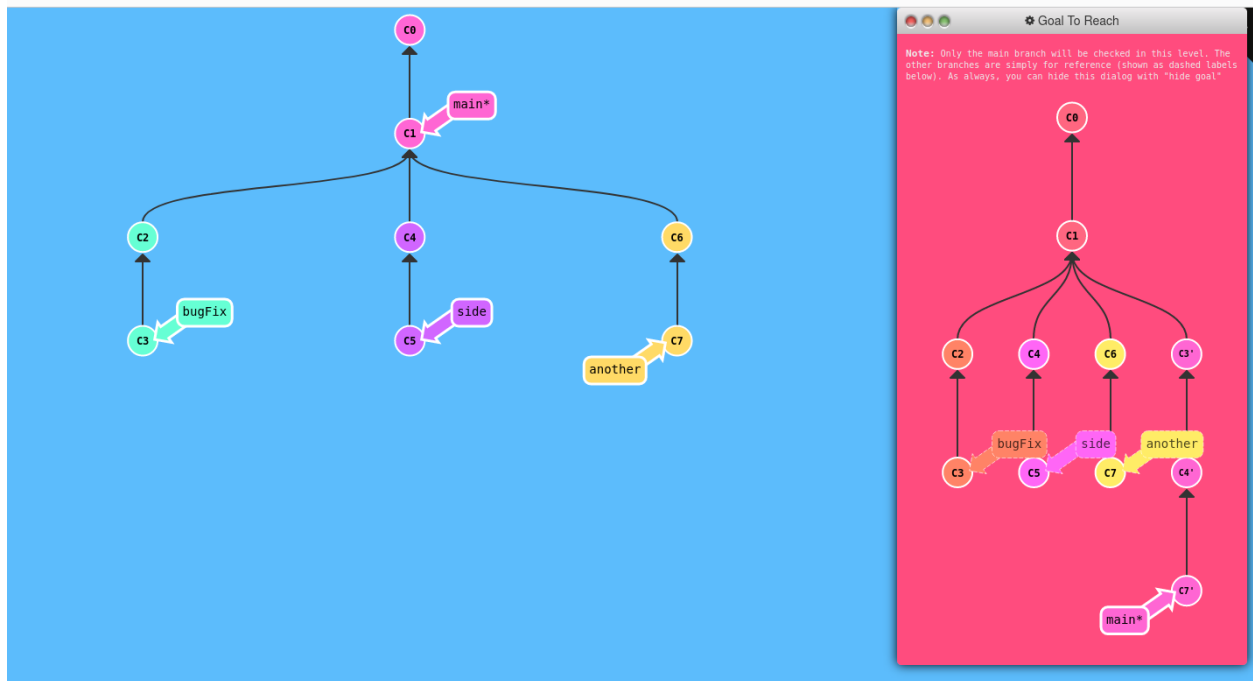 C0
main*
C1
C2
C4
C6
bugFix
side
C3
C5
C7
another
Goal To Reach
Note: Only the main branch will be checked in this level. The
other branches are simply for reference (shown as dashed labels
below). As always, you can hide this dialog with "hide goal"
C0
C1
C2
C4
C6
C3'
bugFix
side
another
C3
C5
C7
C4'
C7'
main*